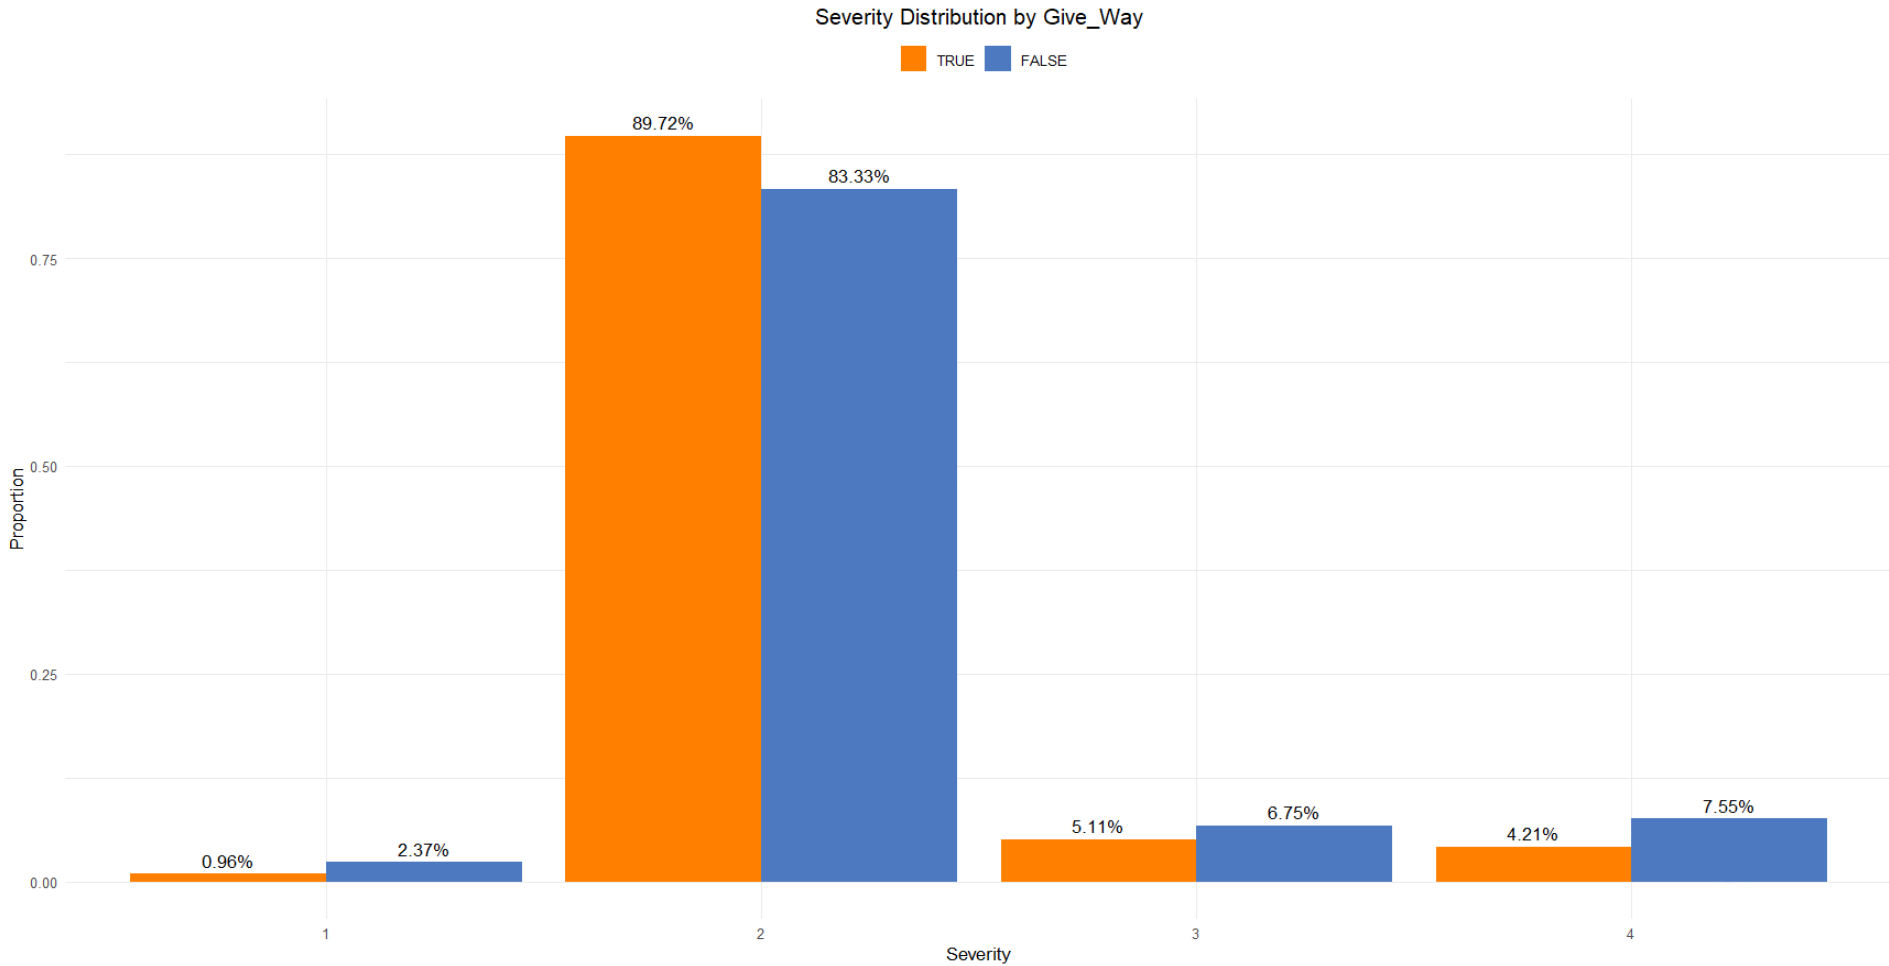 Severity Distribution by Give_Way
TRUE FALSE
89.72%
83.33%
0.75
0.50
Proportion
0.25
7.55%
6.75%
5.11%
4.21%
2.37%
0.96%
0.00
1 2 3 4
Severity